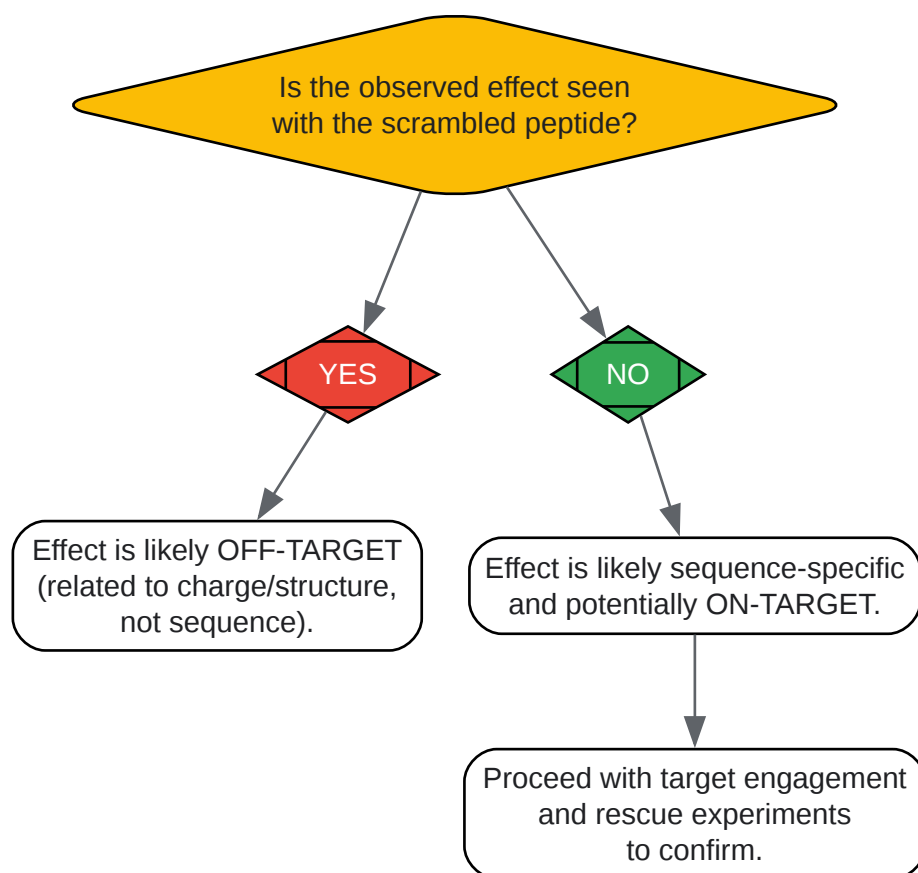 Is the observed effect seen
with the scrambled peptide?
YES
NO
Effect is likely OFF-TARGET
(related to charge/structure,
not sequence).
Effect is likely sequence-specific
and potentially ON-TARGET.
Proceed with target engagement
and rescue experiments
to confirm.